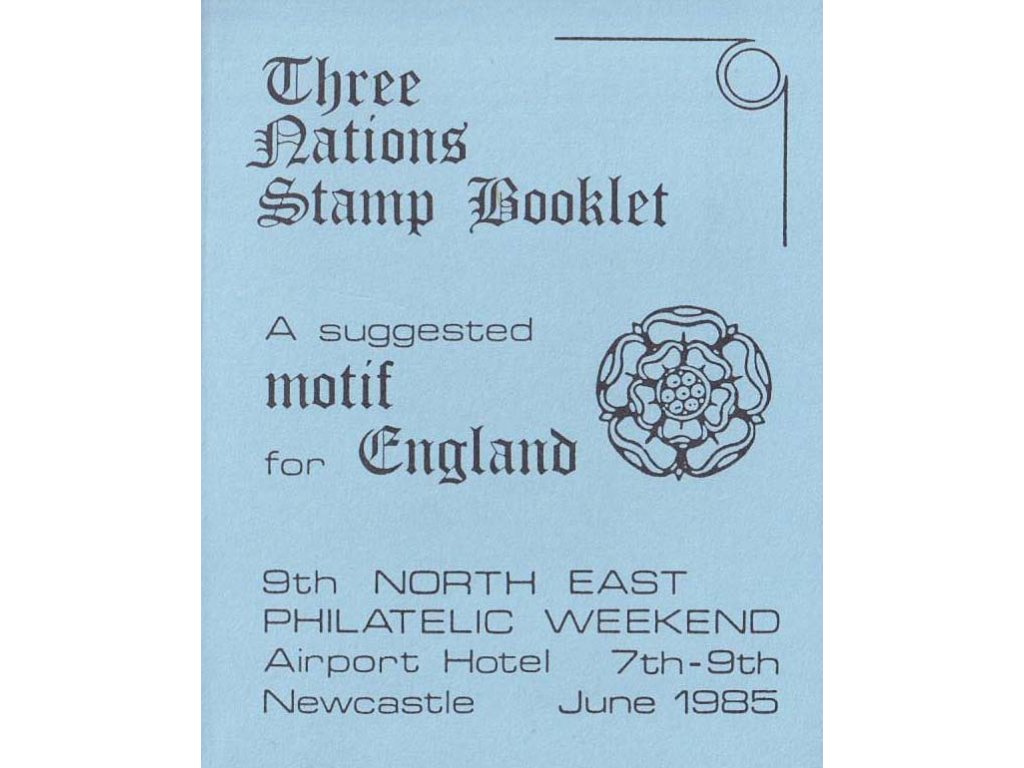 Three
Nations
Stamp Booklet
A suggested
motif
for England
9th NORTH EAST
PHILATELIC WEEKEND
Airport Hotel 7th-9th
Newcastle June 1985